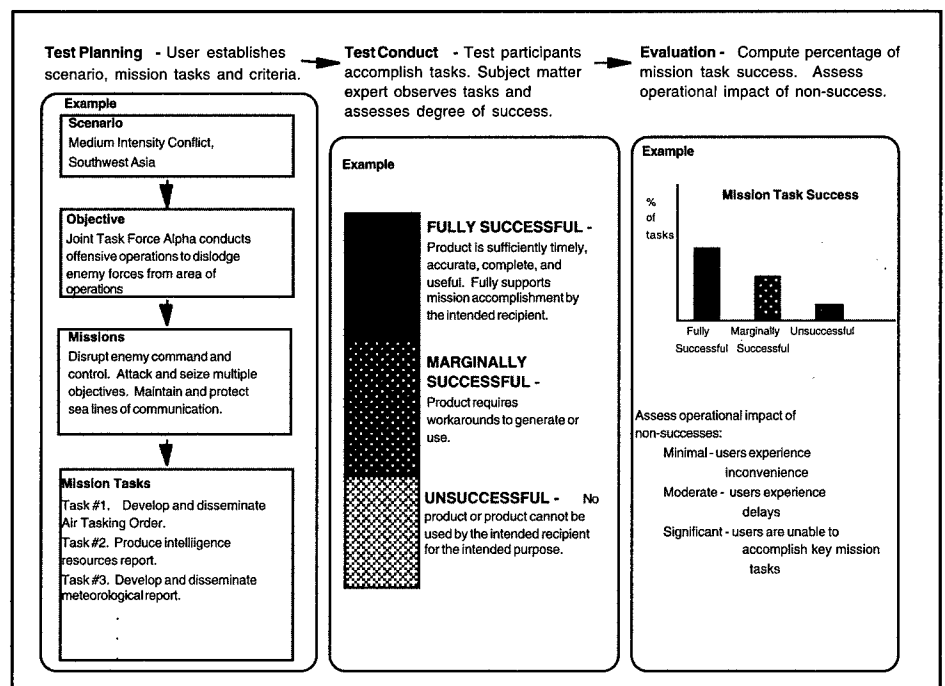 Test Planning - User establishes
scenario, mission tasks and criteria.
Example
Scenario
Medium Intensity Conflict,
Southwest Asia
Objective
Joint Task Force Alpha conducts
offensive operations to dislodge
enemy forces from area of
operations
Missions
Disrupt enemy command and
control. Attack and seize multiple
objectives. Maintain and protect
sea lines of communication.
Mission Tasks
Task #1. Develop and disseminate
Air Tasking Order.
Task #2. Produce intelligence
resources report.
Task #3. Develop and disseminate
meteorological report.
.
.
.
Test Conduct - Test participants
accomplish tasks. Subject matter
expert observes tasks and
assesses degree of success.
Example
FULLY SUCCESSFUL -
Product is sufficiently timely,
accurate, complete, and
useful. Fully supports
mission accomplishment by
the intended recipient.
MARGINALLY
SUCCESSFUL -
Product requires
workarounds to generate or
use.
UNSUCCESSFUL - No
product or product cannot be
used by the intended recipient
for the intended purpose.
Evaluation - Compute percentage of
mission task success. Assess
operational impact of non-success.
Example
Mission Task Success
%
of
tasks
Fully Marginally Unsuccessful
Successful Successful
Assess operational impact of
non-successes:
Minimal - users experience
inconvenience
Moderate - users experience
delays
Significant - users are unable to
accomplish key mission
tasks